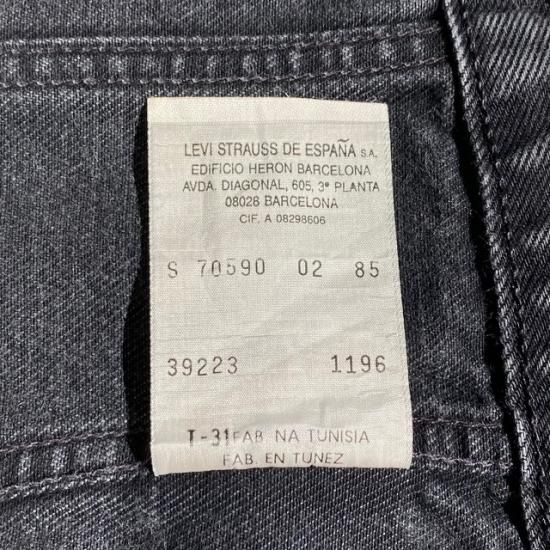 LEVI STRAUSS DE ESPAÑA S.A.
EDIFICIO HERON BARCELONA
AVDA. DIAGONAL, 605, 3º PLANTA
08028 BARCELONA
CIF. A 08298606
S 70590 02 85
39223 1196
T-31 FAB. NA TUNISIA
FAB. EN TUNEZ